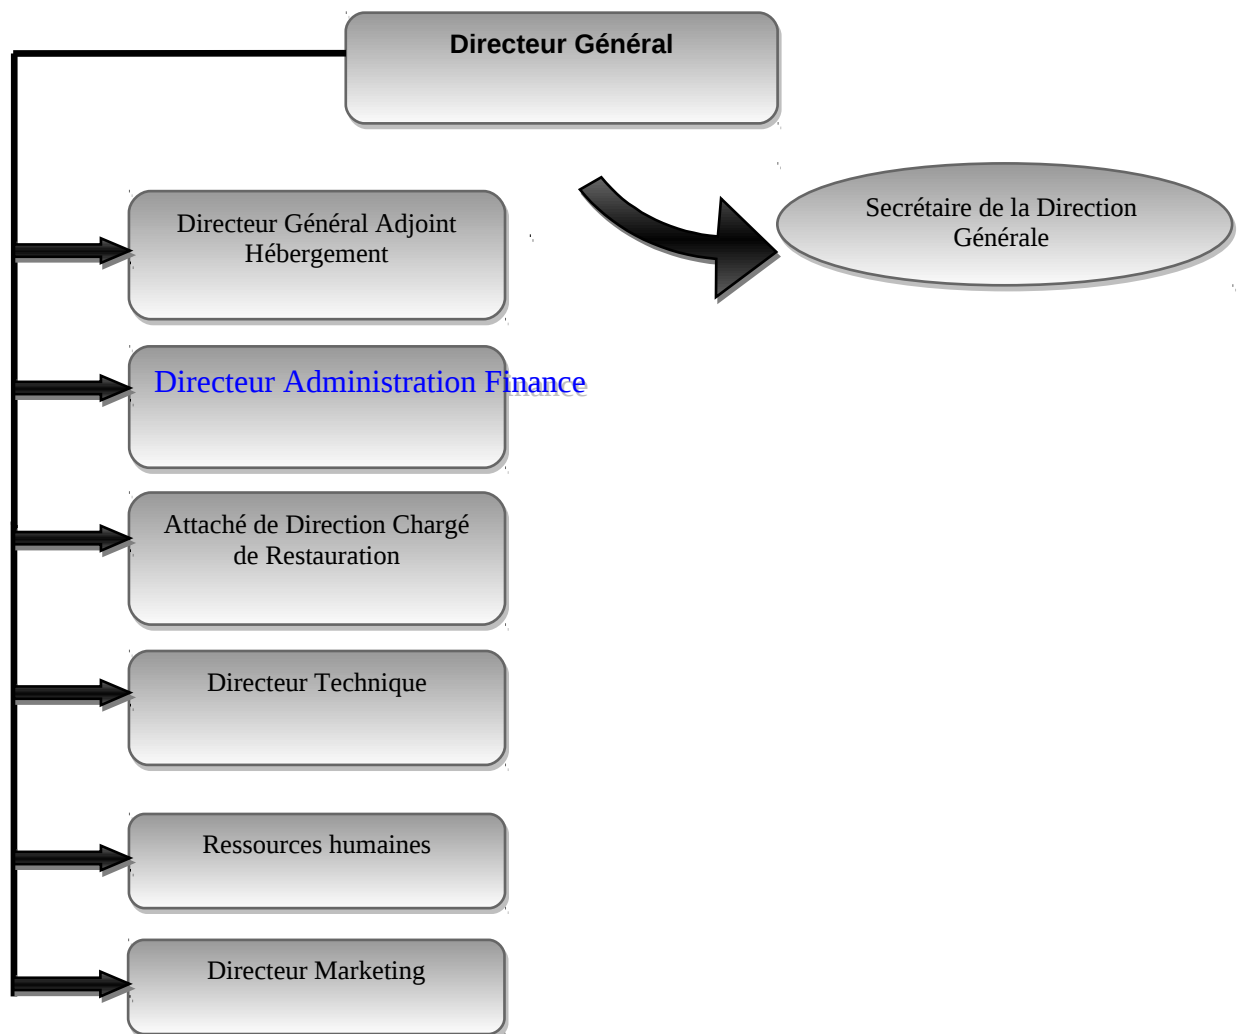 Directeur Général
Secrétaire de la Direction
Générale
Directeur Général Adjoint
Hébergement
Directeur Administration Finance
Attaché de Direction Chargé
de Restauration
Directeur Technique
Ressources humaines
Directeur Marketing